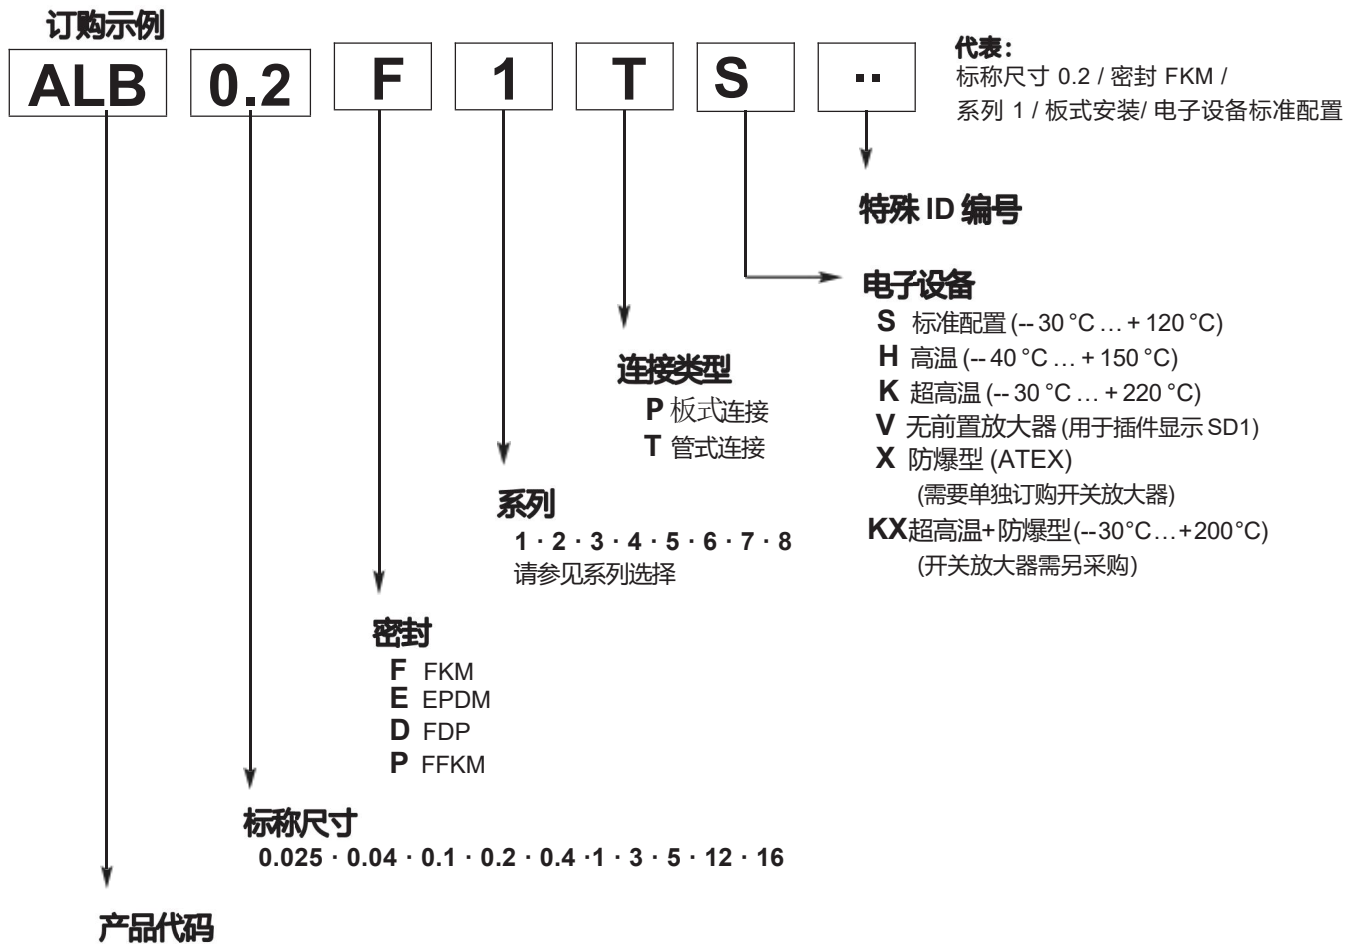 订购示例
ALB 0.2 F 1 T S ··
代表：
标称尺寸 0.2 / 密封 FKM /
系列 1 / 板式安装/ 电子设备标准配置
特殊 ID 编号
电子设备
S 标准配置 (-- 30 °C … + 120 °C)
H 高温 (-- 40 °C … + 150 °C)
K 超高温 (-- 30 °C … + 220 °C)
V 无前置放大器 (用于插件显示 SD1)
X 防爆型 (ATEX)
(需要单独订购开关放大器)
KX超高温+防爆型(--30°C…+200°C)
(开关放大器需另采购)
连接类型
P 板式连接
T 管式连接
系列
1 · 2 · 3 · 4 · 5 · 6 · 7 · 8
请参见系列选择
密封
F FKM
E EPDM
D FDP
P FFKM
标称尺寸
0.025 · 0.04 · 0.1 · 0.2 · 0.4 ·1 · 3 · 5 · 12 · 16
产品代码